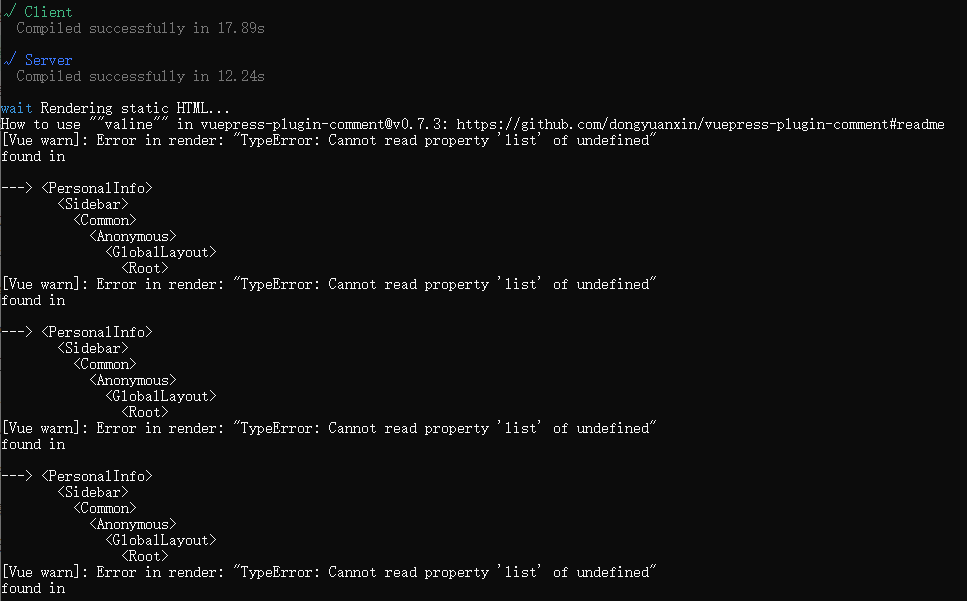 √ Client
Compiled successfully in 17.89s
√ Server
Compiled successfully in 12.24s
wait Rendering static HTML...
How to use ""valine"" in vuepress-plugin-comment@v0.7.3: https://github.com/dongyuanxin/vuepress-plugin-comment#readme
[Vue warn]: Error in render: "TypeError: Cannot read property 'list' of undefined"
found in
---> <PersonalInfo>
<Sidebar>
<Common>
<Anonymous>
<GlobalLayout>
<Root>
[Vue warn]: Error in render: "TypeError: Cannot read property 'list' of undefined"
found in
---> <PersonalInfo>
<Sidebar>
<Common>
<Anonymous>
<GlobalLayout>
<Root>
[Vue warn]: Error in render: "TypeError: Cannot read property 'list' of undefined"
found in
---> <PersonalInfo>
<Sidebar>
<Common>
<Anonymous>
<GlobalLayout>
<Root>
[Vue warn]: Error in render: "TypeError: Cannot read property 'list' of undefined"
found in